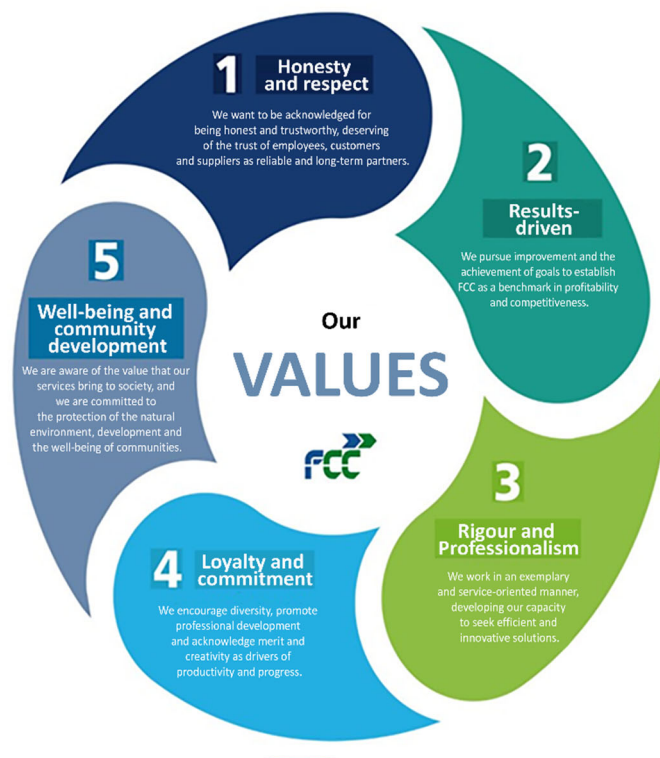 1
Honesty
and respect
We want to be acknowledged for
being honest and trustworthy, deserving
of the trust of employees, customers
and suppliers as reliable and long-term partners.
2
Results-
driven
We pursue improvement and the
achievement of goals to establish
FCC as a benchmark in profitability
and competitiveness.
3
Rigour and
Professionalism
We work in an exemplary
and service-oriented manner,
developing our capacity
to seek efficient and
innovative solutions.
4
Loyalty and
commitment
We encourage diversity, promote
professional development
and acknowledge merit and
creativity as drivers of
productivity and progress.
5
Well-being and
community
development
We are aware of the value that our
services bring to society, and
we are committed to
the protection of the natural
environment, development and
the well-being of communities.
Our
VALUES
FCC